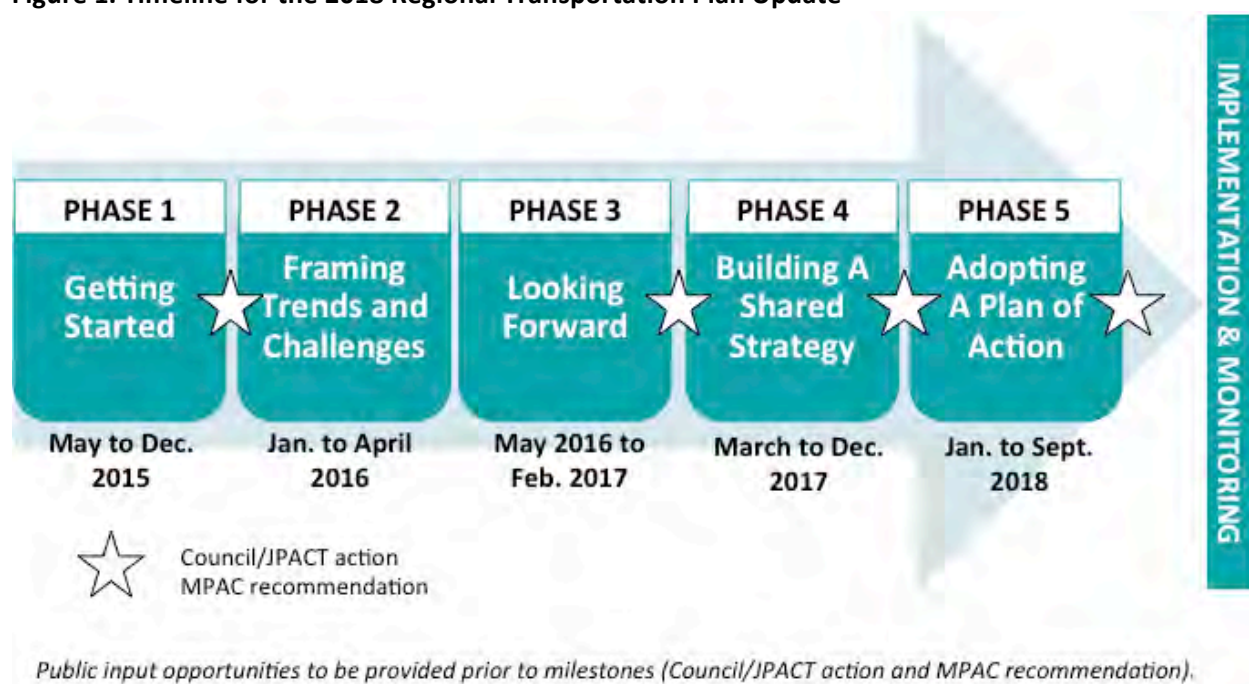 Figure 1. Timeline for the 2018 Regional Transportation Plan Update
PHASE 1
Getting
Started
May to Dec.
2015
PHASE 2
Framing
Trends and
Challenges
Jan. to April
2016
PHASE 3
Looking
Forward
May 2016 to
Feb. 2017
PHASE 4
Building A
Shared
Strategy
March to Dec.
2017
PHASE 5
Adopting
A Plan of
Action
Jan. to Sept.
2018
IMPLEMENTATION & MONITORING
Council/JPACT action
MPAC recommendation
Public input opportunities to be provided prior to milestones (Council/JPACT action and MPAC recommendation).